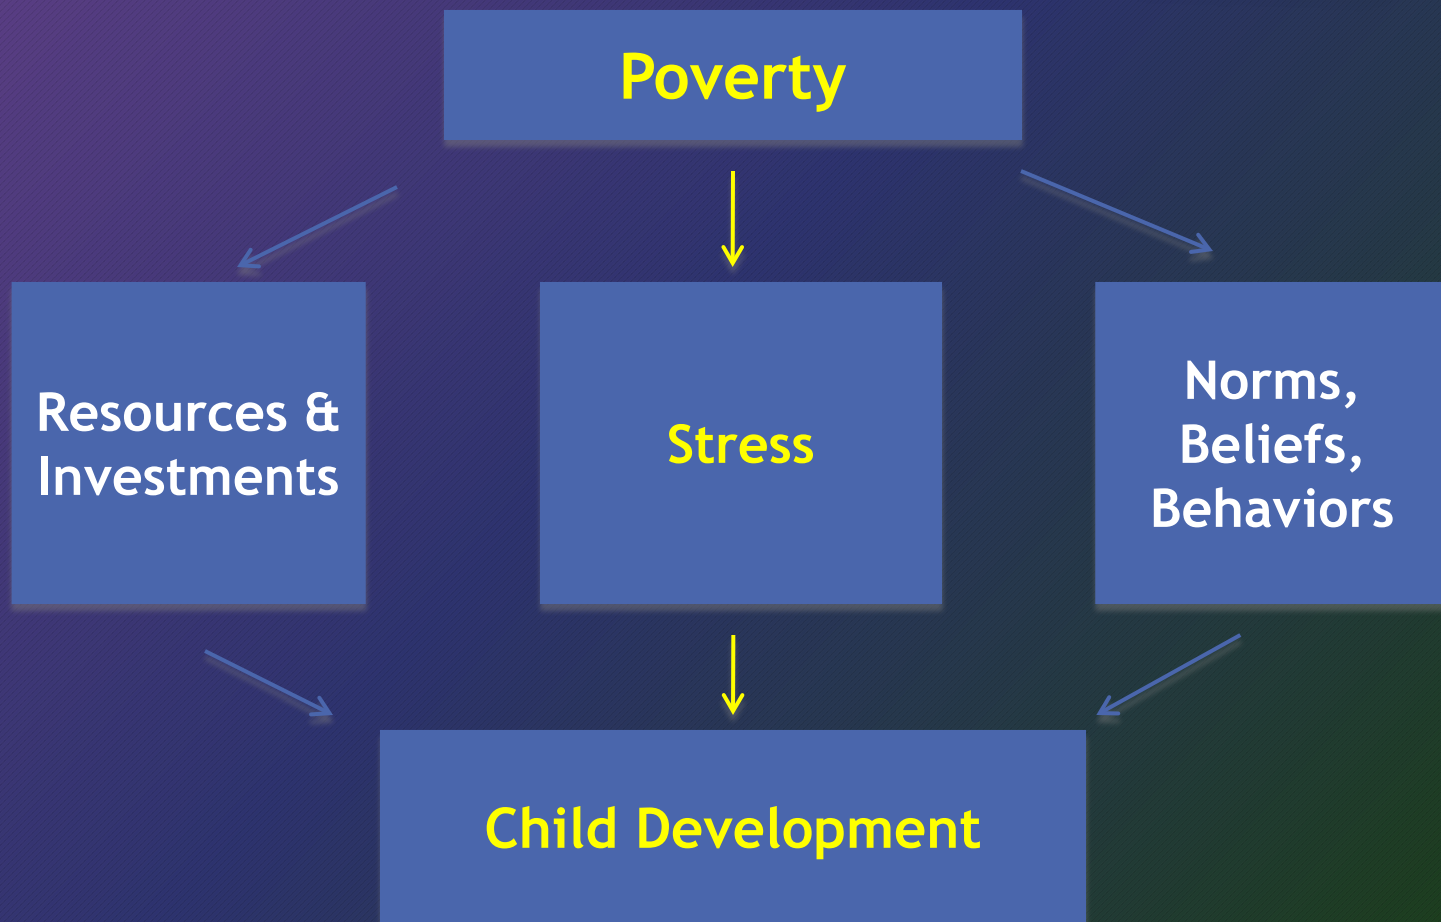 Poverty
Resources &
Investments
Stress
Norms,
Beliefs,
Behaviors
Child Development